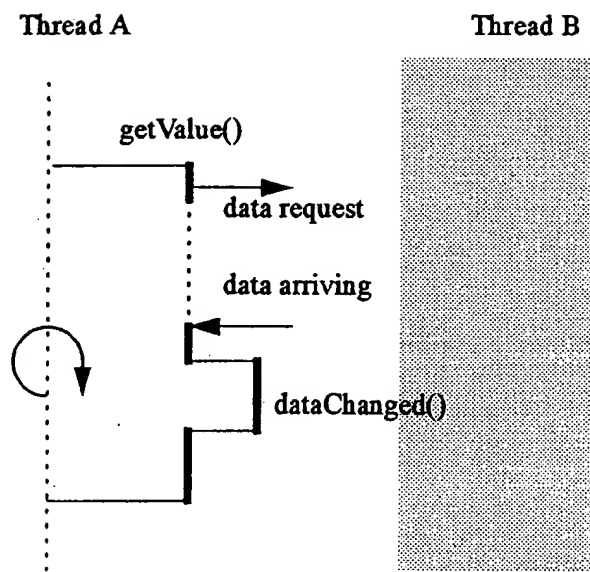 Thread A
Thread B
getValue()
data request
data arriving
dataChanged()